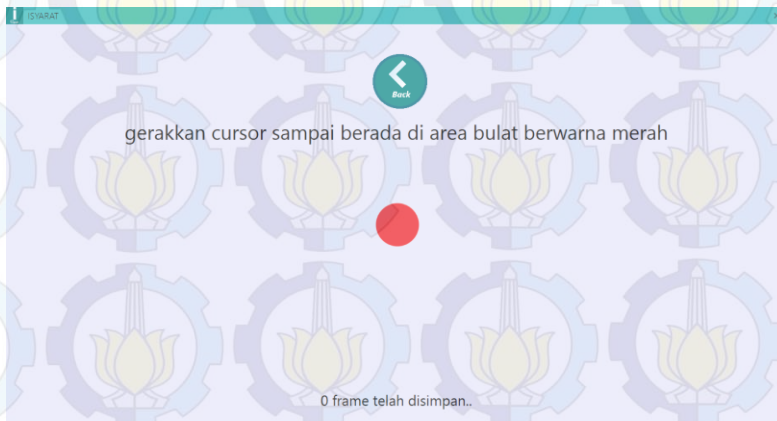 ISYARAT
Back
gerakkan cursor sampai berada di area bulat berwarna merah
0 frame telah disimpan..